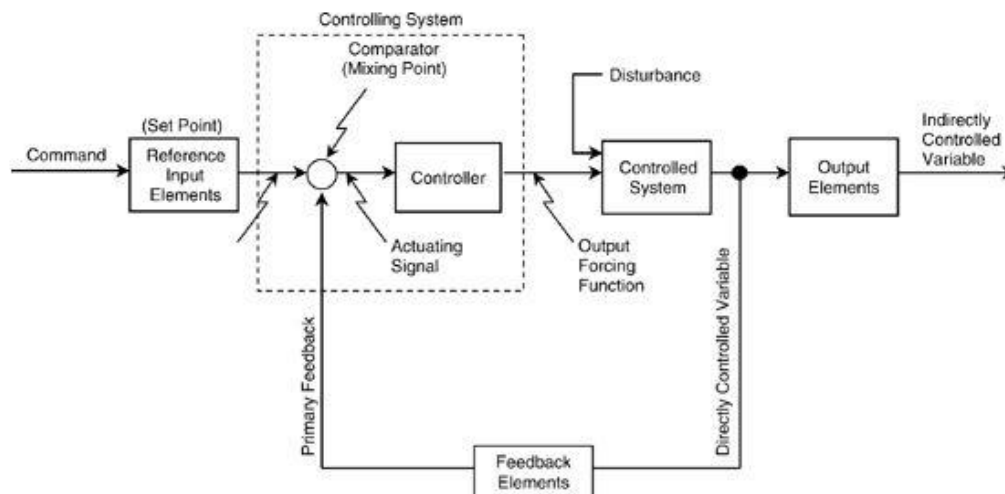 Controlling System
Comparator
(Mixing Point)
Disturbance
(Set Point)
Command
Reference
Input
Elements
Controller
Controlled
System
Output
Elements
Indirectly
Controlled
Variable
Actuating
Signal
Output
Forcing
Function
Primary Feedback
Directly Controlled Variable
Feedback
Elements